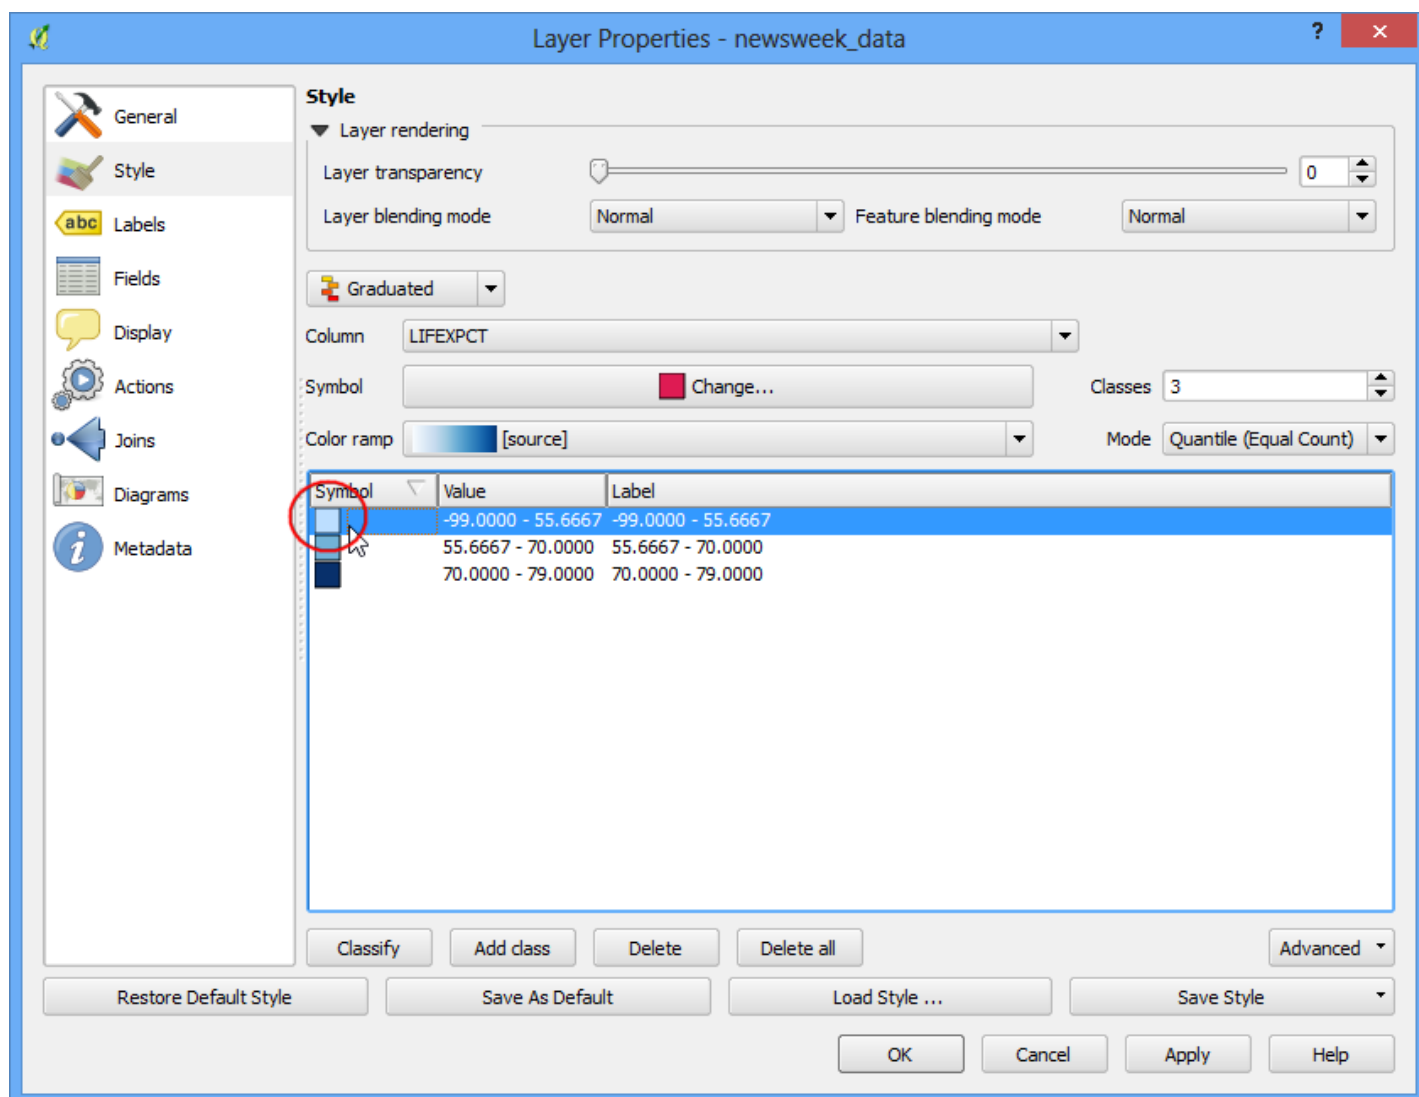 Layer Properties - newsweek_data
?
General
Style
Labels
Fields
Display
Actions
Joins
Diagrams
Metadata
abc
Style
Layer rendering
Layer transparency 0
Layer blending mode Normal Feature blending mode Normal
Graduated
Column LIFEXPCT
Symbol Change... Classes 3
Color ramp [source] Mode Quantile (Equal Count)
Symbol Value Label
-99.0000 - 55.6667 -99.0000 - 55.6667
55.6667 - 70.0000 55.6667 - 70.0000
70.0000 - 79.0000 70.0000 - 79.0000
Classify Add class Delete Delete all Advanced
Restore Default Style Save As Default Load Style ... Save Style
OK Cancel Apply Help